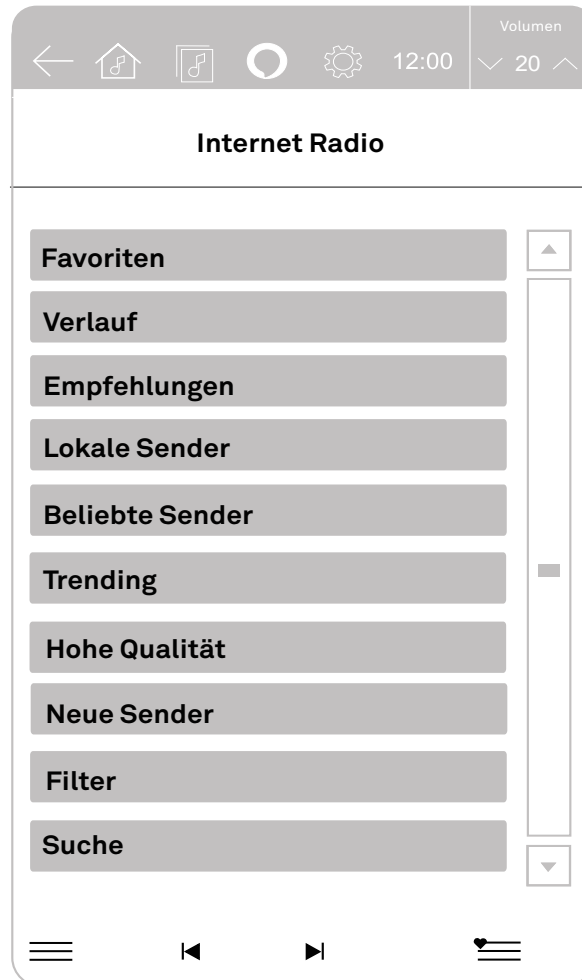 Volumen
12:00
20
Internet Radio
Favoriten
Verlauf
Empfehlungen
Lokale Sender
Beliebte Sender
Trending
Hohe Qualität
Neue Sender
Filter
Suche